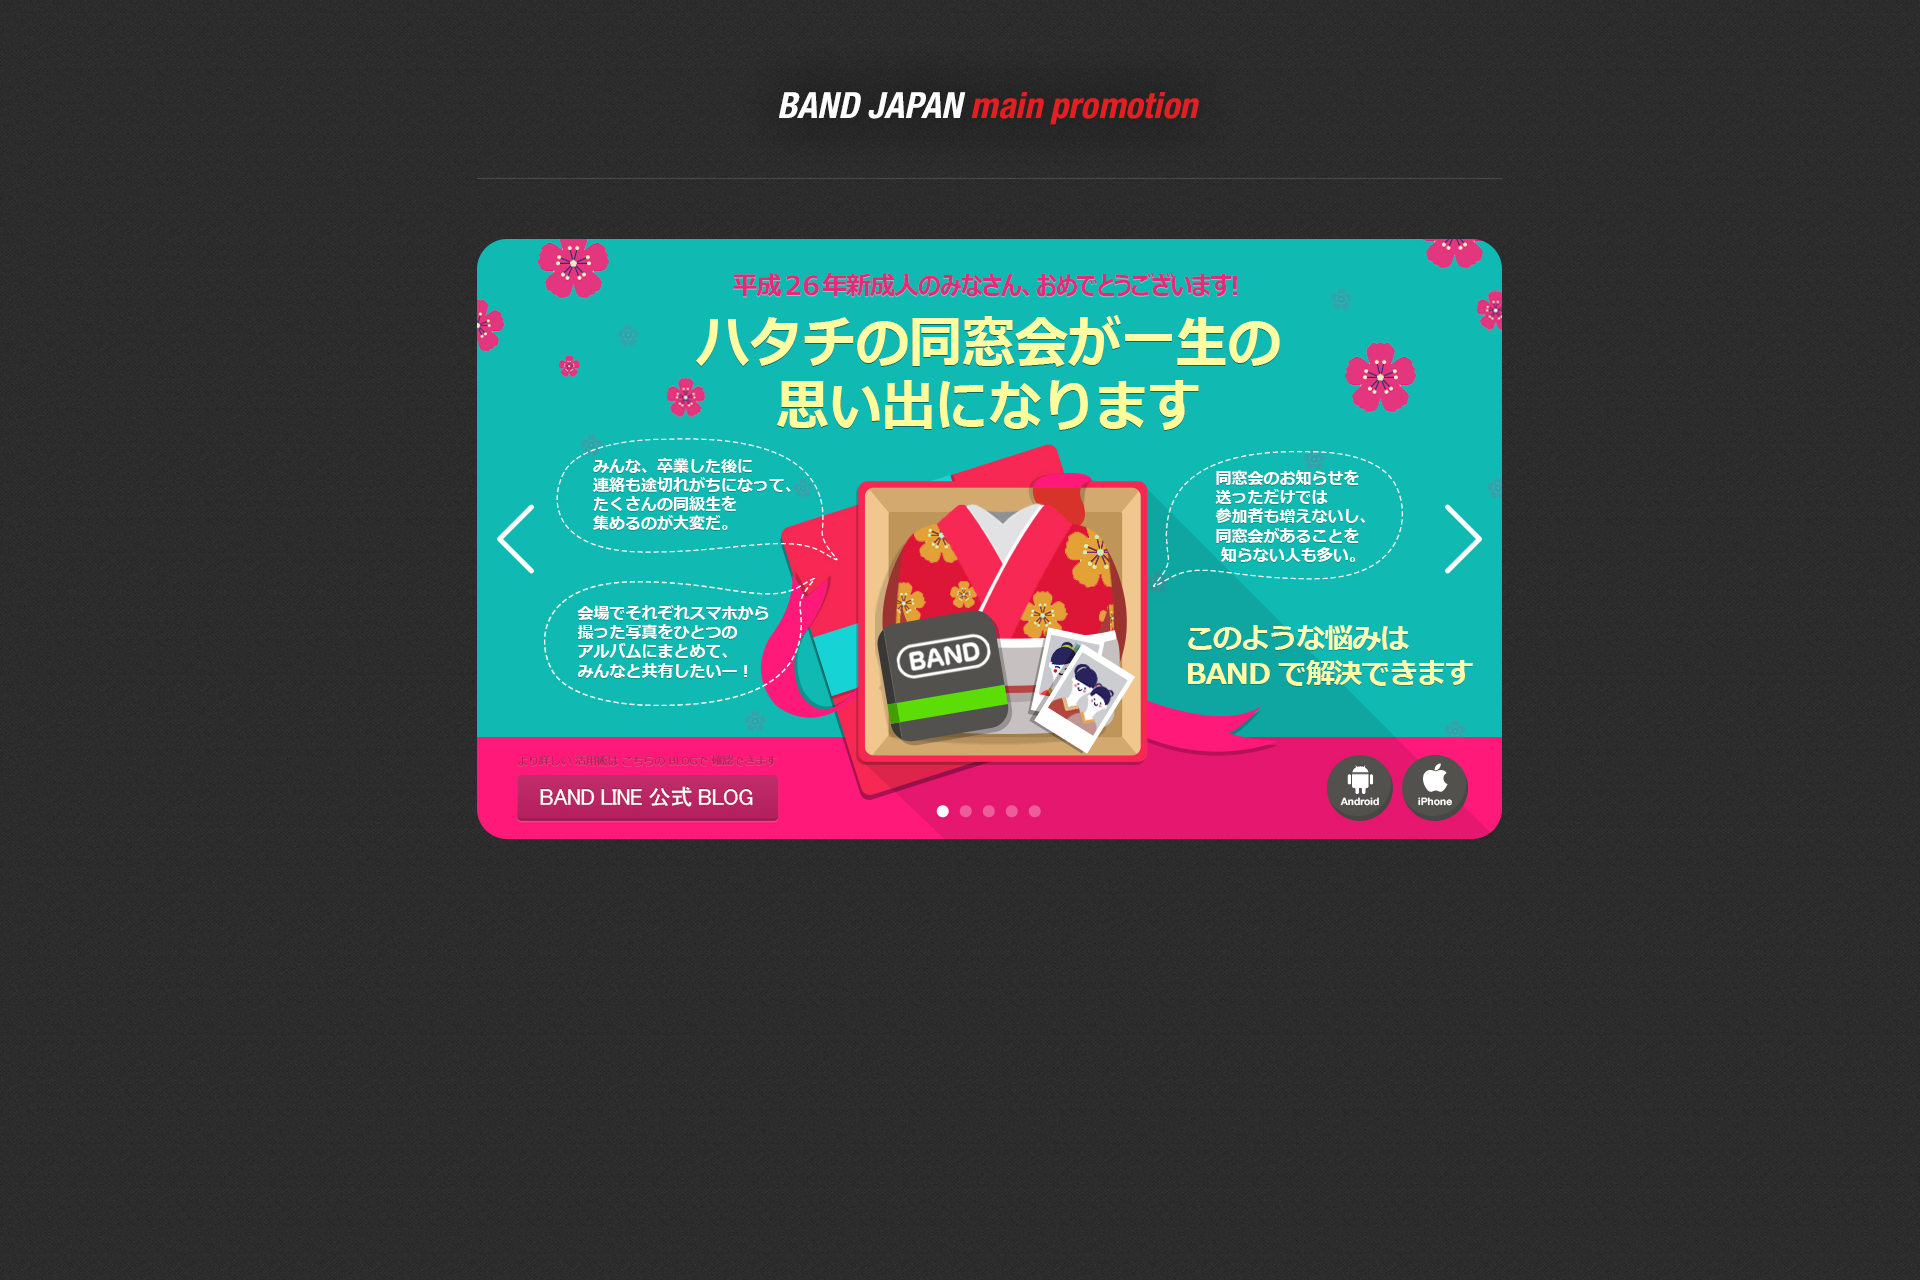 BAND JAPAN main promotion
平成26年新成人のみなさん、おめでとうございます!
ハタチの同窓会が一生の
思い出になります
みんな、卒業した後に
連絡も途切れがちになって、
たくさんの同級生を
集めるのが大変だ。
同窓会のお知らせを
送っただけでは
参加者も増えないし、
同窓会があることを
知らない人も多い。
会場でそれぞれスマホから
撮った写真をひとつの
アルバムにまとめて、
みんなと共有したいー！
BAND
このような悩みは
BAND で解決できます
より詳しい 活用術は こちらの BLOGで 確認できます
BAND LINE 公式 BLOG
Android
iPhone